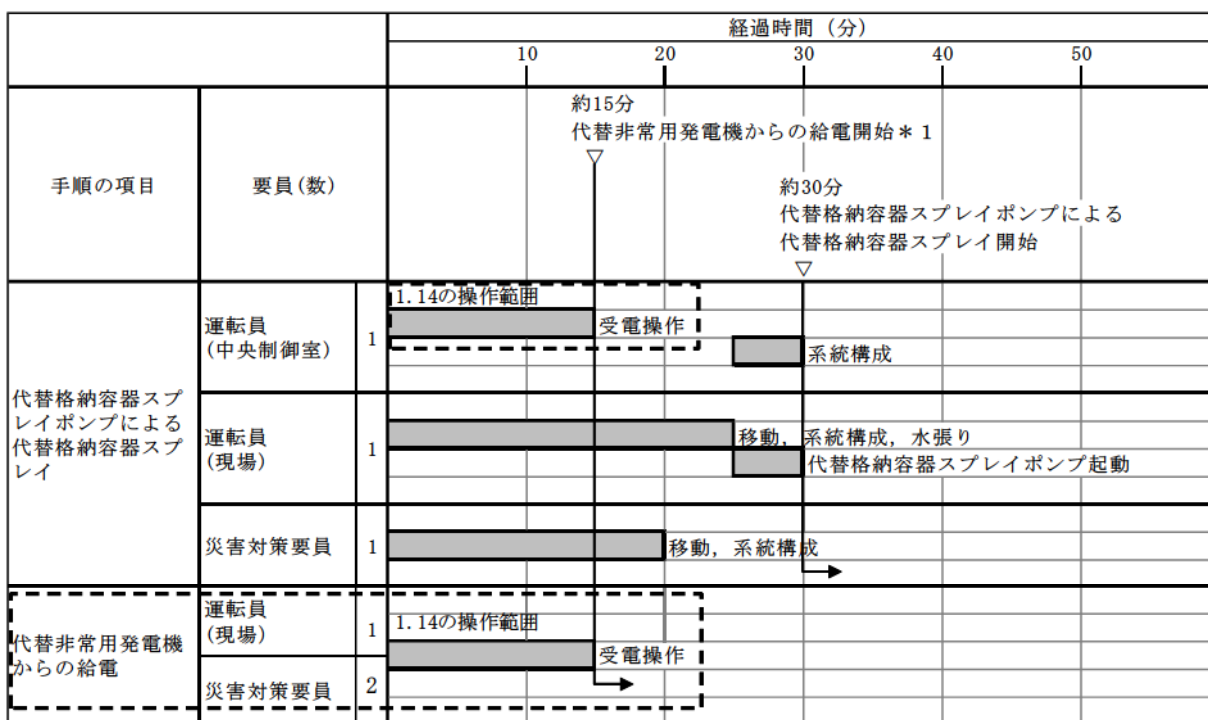 経過時間（分）
10
20
30
40
50
手順の項目
要員(数)
約15分
代替非常用発電機からの給電開始＊1
▽
約30分
代替格納容器スプレイポンプによる
代替格納容器スプレイ開始
▽
代替格納容器スプ
レイポンプによる
代替格納容器スプ
レイ
運転員
(中央制御室)
1
1.14の操作範囲
受電操作
系統構成
運転員
(現場)
1
移動，系統構成，水張り
代替格納容器スプレイポンプ起動
災害対策要員
1
移動，系統構成
代替非常用発電機
からの給電
運転員
(現場)
1
1.14の操作範囲
受電操作
災害対策要員
2